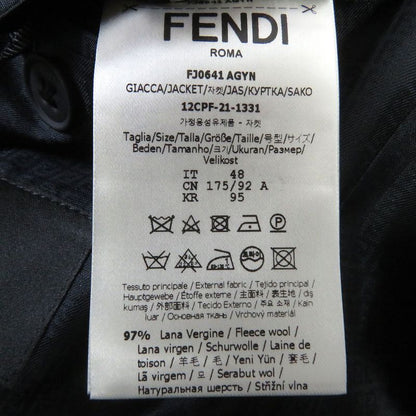 FENDI
ROMA
FJ0641 AGYN
GIACCA/JACKET/자켓/JAS/КУРТКА/SAKO
12CPF-21-1331
가정용섬유제품 - 자켓
Taglia/Size/Talla/Größe/Taille/号型/サイズ/
Beden/Tamanho/크기/Ukuran/Размер/
Velikost
IT 48
CN 175/92 A
KR 95
Tessuto principale / External fabric / Tejido principal /
Hauptgewebe / Étoffe externe / 主面料 / 表生地 / dış
kumaş / 外部面料 / Tecido Externo / 주요 소재 / Kain
luar / Основная ткань / Vrchový materiál
97% Lana Vergine / Fleece wool /
Lana virgen / Schurwolle / Laine de
toison / 羊毛 / 毛 / Yeni Yün / 套毛 /
Lã virgem / 모 / Serabut wol /
Натуральная шерсть / Střižní vlna